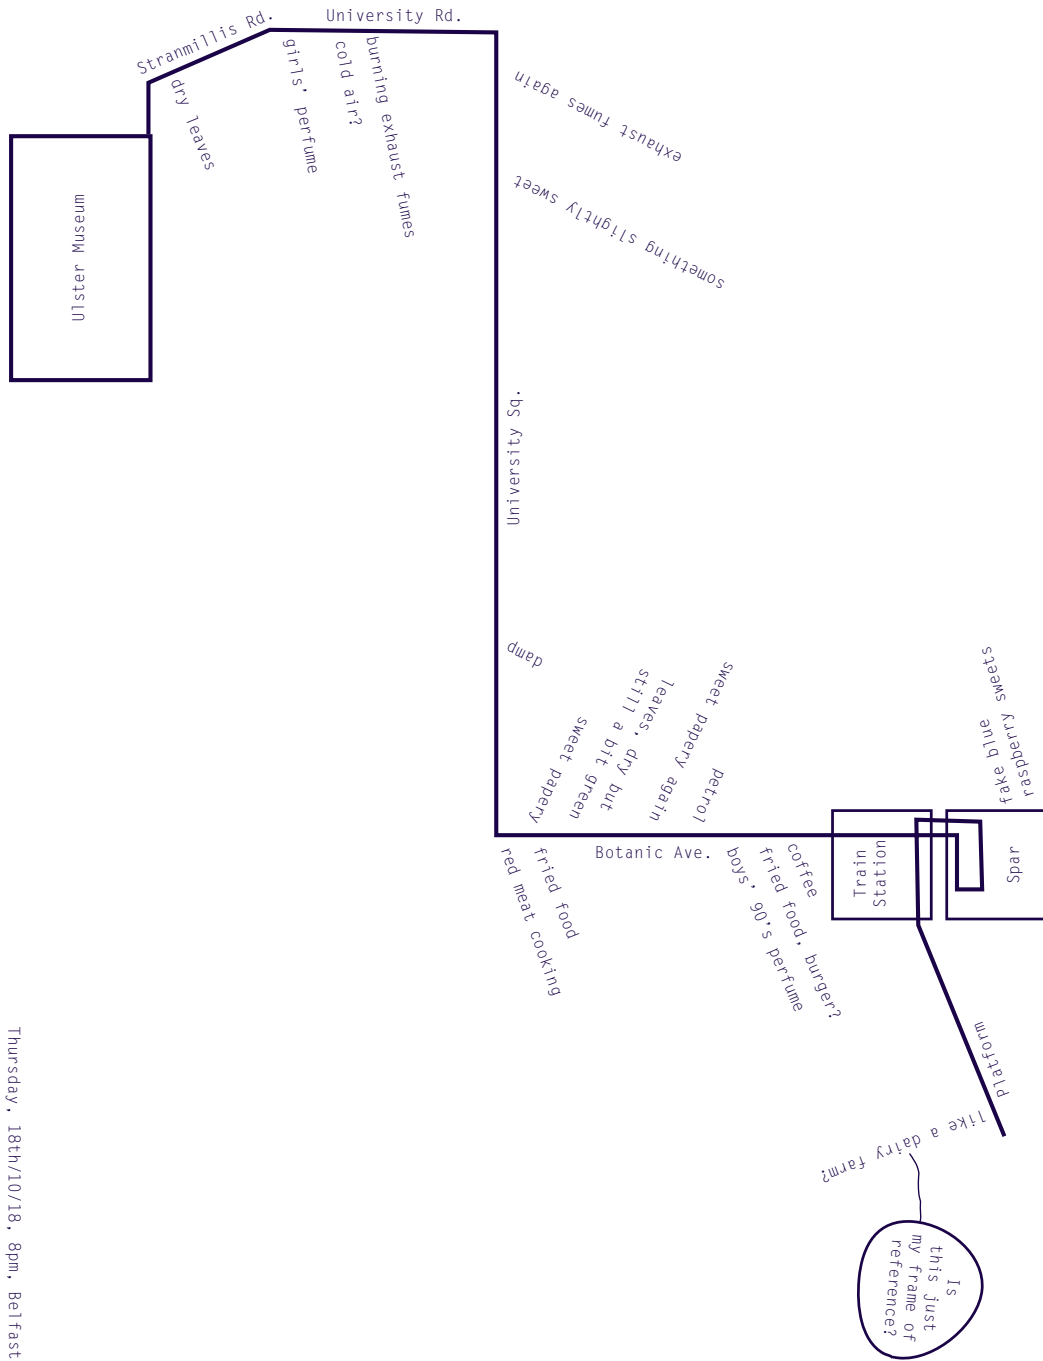 Stranmillis Rd.
University Rd.
dry leaves
girls' perfume
cold air?
burning exhaust fumes
Ulster Museum
exhaust fumes again
something slightly sweet
University Sq.
damp
sweet papery
leaves, dry but
still a bit green
sweet papery again
petrol
Botanic Ave.
red meat cooking
fried food
boys' 90's perfume
fried food, burger?
coffee
Train
Station
Spar
fake blue
raspberry sweets
Platform
like a dairy farm?
Is
this just
my frame of
reference?
Thursday, 18th/10/18, 8pm, Belfast